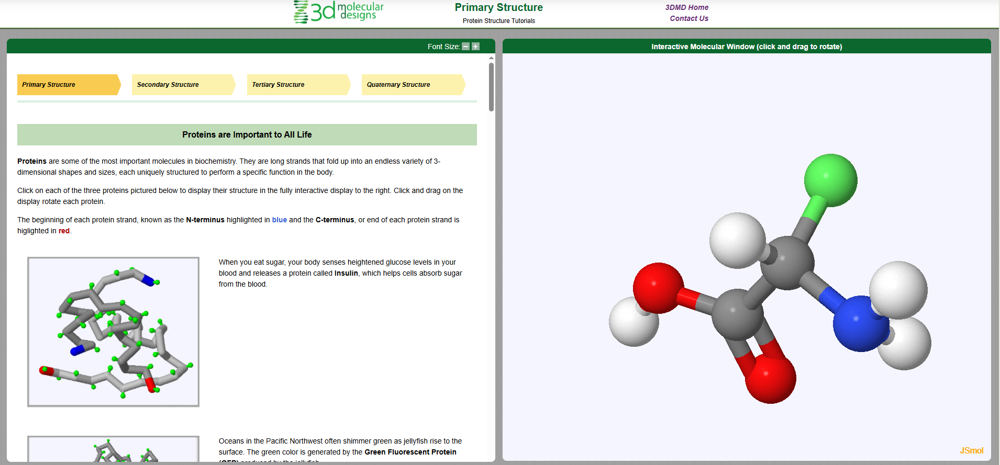 3d molecular designs
Primary Structure
Protein Structure Tutorials
3DMD Home
Contact Us
Font Size: − +
Primary Structure
Secondary Structure
Tertiary Structure
Quaternary Structure
Proteins are Important to All Life
Proteins are some of the most important molecules in biochemistry. They are long strands that fold up into an endless variety of 3-
dimensional shapes and sizes, each uniquely structured to perform a specific function in the body.
Click on each of the three proteins pictured below to display their structure in the fully interactive display to the right. Click and drag on the
display rotate each protein.
The beginning of each protein strand, known as the N-terminus highlighted in blue and the C-terminus, or end of each protein strand is
higlighted in red.
When you eat sugar, your body senses heightened glucose levels in your
blood and releases a protein called Insulin, which helps cells absorb sugar
from the blood.
Oceans in the Pacific Northwest often shimmer green as jellyfish rise to the
surface. The green color is generated by the Green Fluorescent Protein
(GFP) produced by the jellyfish.
Interactive Molecular Window (click and drag to rotate)
JSmol